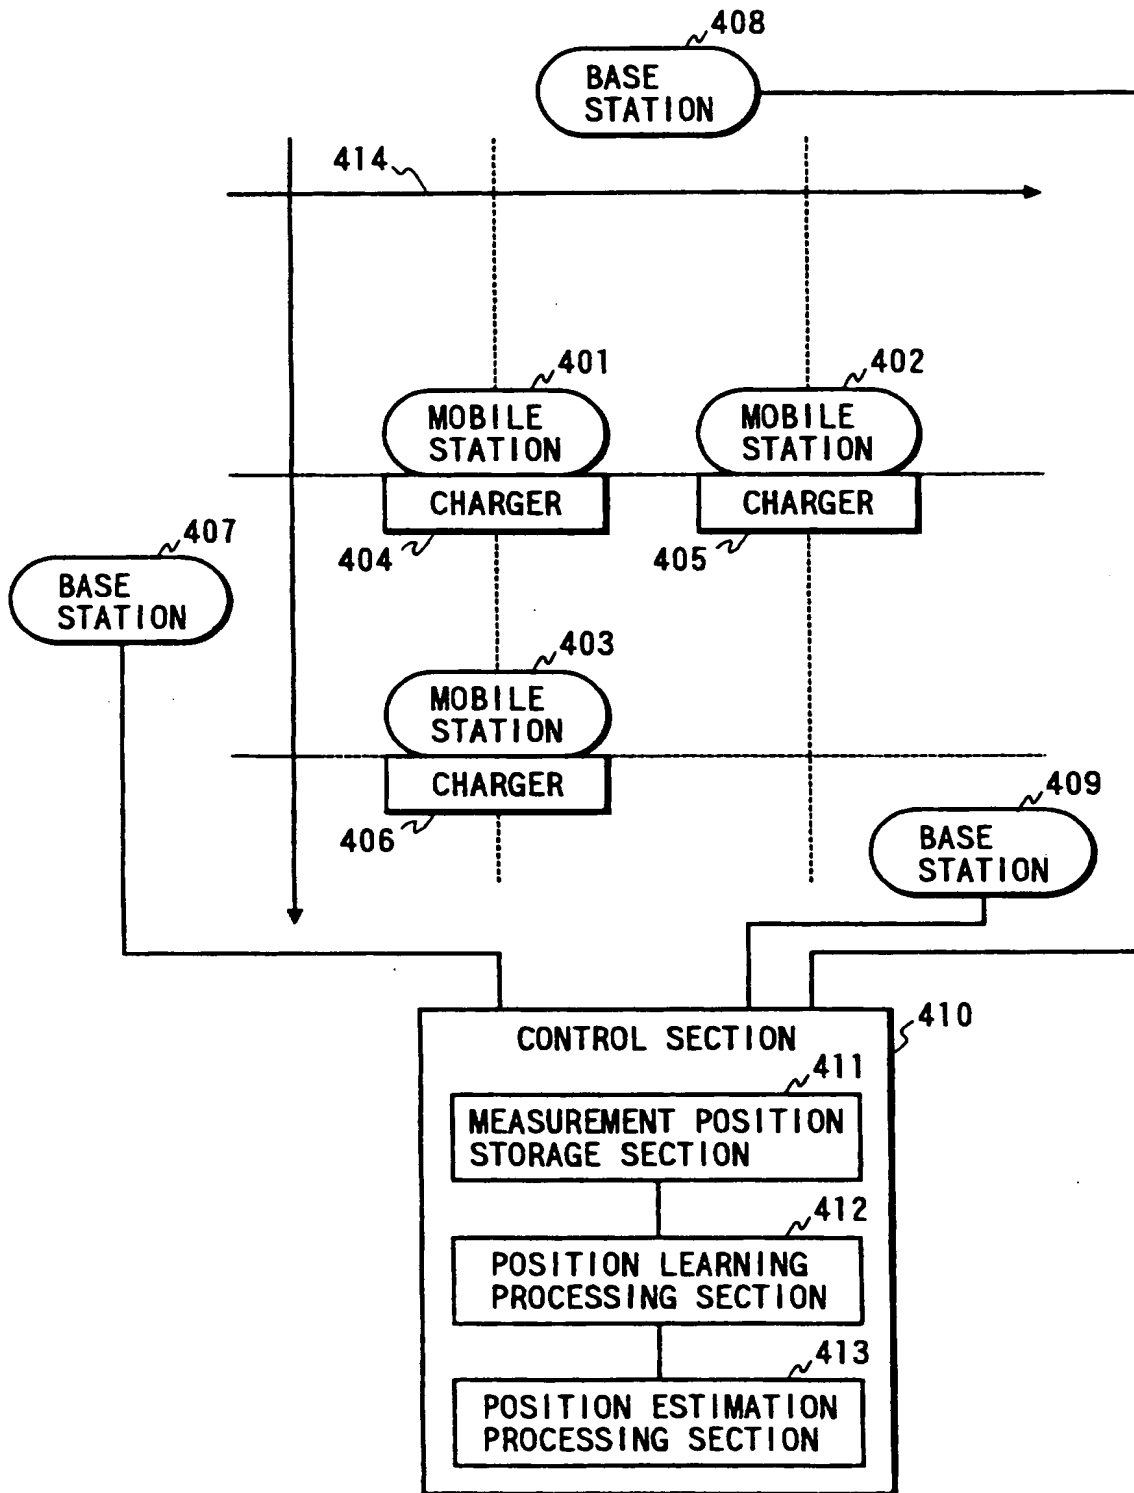 408
BASE
STATION
414
401
402
MOBILE
STATION
MOBILE
STATION
CHARGER
CHARGER
407
404
405
BASE
STATION
403
MOBILE
STATION
CHARGER
409
406
BASE
STATION
410
CONTROL SECTION
411
MEASUREMENT POSITION
STORAGE SECTION
412
POSITION LEARNING
PROCESSING SECTION
413
POSITION ESTIMATION
PROCESSING SECTION